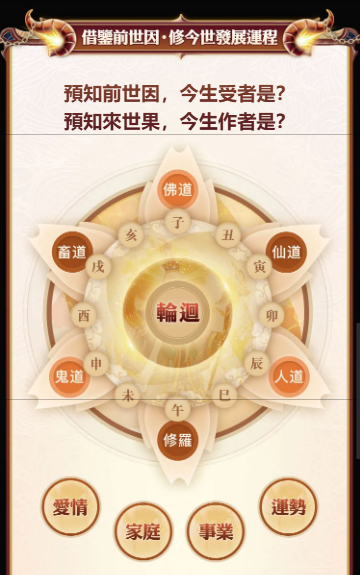 借鑒前世因·修今世發展運程
預知前世因，今生受者是？
預知來世果，今生作者是？
佛道
子
亥
丑
畜道
仙道
戌
寅
輪迴
酉
卯
鬼道
申
辰
人道
未
巳
午
修羅
愛情
家庭
事業
運勢